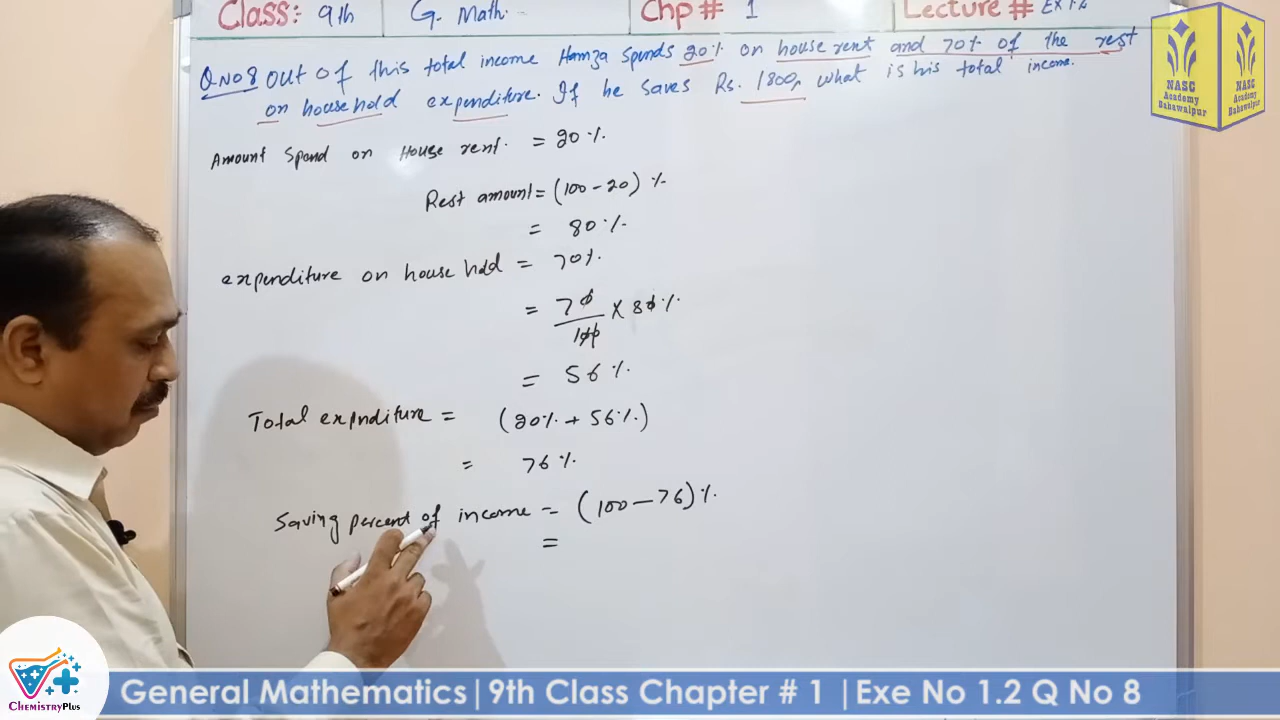 Class: 9th
G. Math.
Chp # 1
Lecture # Ex 1.2
Q NO 8 out of this total income Hamza spends 20% on house rent and 70% of the rest
on household expenditure. If he saves Rs. 1800, what is his total income.
Amount Spend on House rent. = 20%
Rest amount = (100-20) %
= 80%
expenditure on house hold = 70%
= 70/100 X 80%
= 56%
Total expnditure = (20% + 56%)
= 76%
Saving percent of income = (100-76)%
=
NASC
Academy
Bahawalpur
NASC
Academy
Bahawalpur
ChemistryPlus
General Mathematics| 9th Class Chapter # 1 |Exe No 1.2 Q No 8